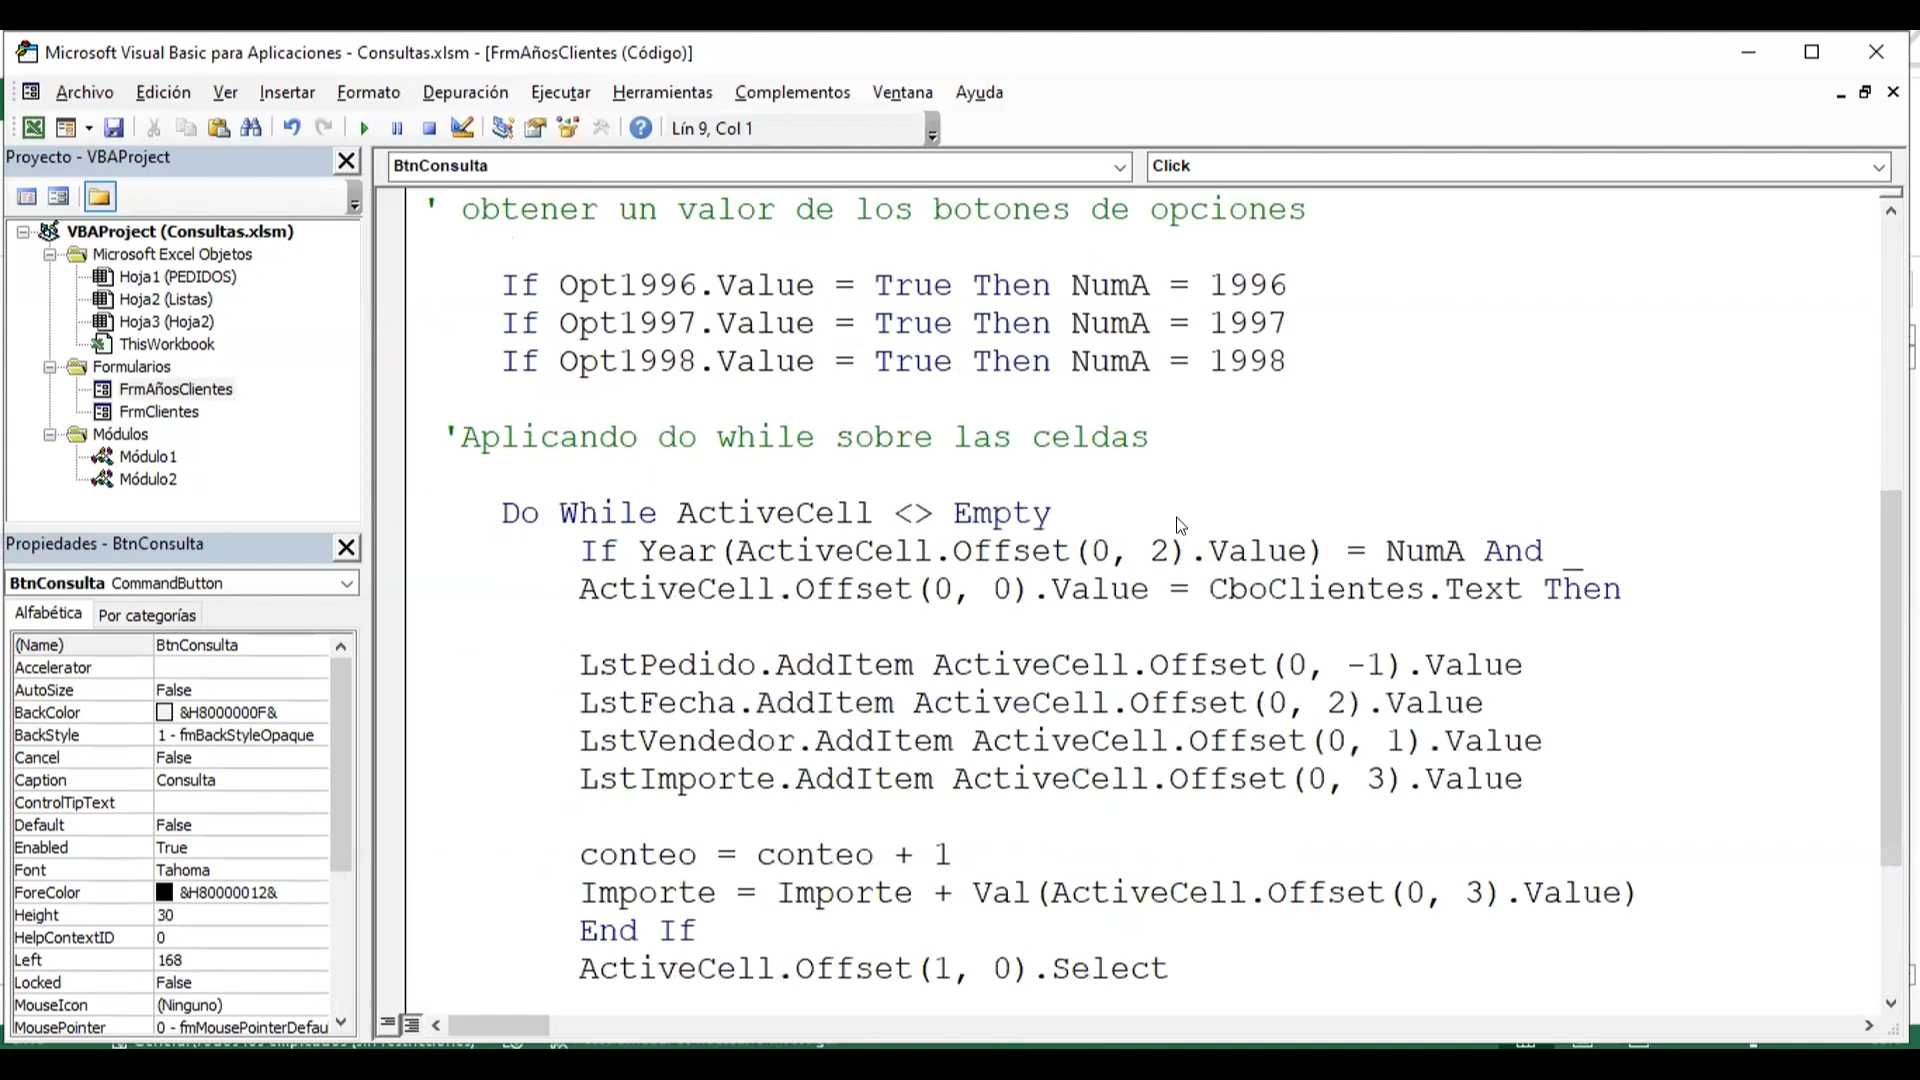 Microsoft Visual Basic para Aplicaciones - Consultas.xlsm - [FrmAñosClientes (Código)]
Archivo Edición Ver Insertar Formato Depuración Ejecutar Herramientas Complementos Ventana Ayuda
Lín 9, Col 1
Proyecto - VBAProject
VBAProject (Consultas.xlsm)
Microsoft Excel Objetos
Hoja1 (PEDIDOS)
Hoja2 (Listas)
Hoja3 (Hoja2)
ThisWorkbook
Formularios
FrmAñosClientes
FrmClientes
Módulos
Módulo1
Módulo2
Propiedades - BtnConsulta
BtnConsulta CommandButton
Alfabética Por categorías
(Name) BtnConsulta
Accelerator
AutoSize False
BackColor &H8000000F&
BackStyle 1 - fmBackStyleOpaque
Cancel False
Caption Consulta
ControlTipText
Default False
Enabled True
Font Tahoma
ForeColor &H80000012&
Height 30
HelpContextID 0
Left 168
Locked False
MouseIcon (Ninguno)
MousePointer 0 - fmMousePointerDefau
BtnConsulta Click
' obtener un valor de los botones de opciones
If Opt1996.Value = True Then NumA = 1996
If Opt1997.Value = True Then NumA = 1997
If Opt1998.Value = True Then NumA = 1998
'Aplicando do while sobre las celdas
Do While ActiveCell <> Empty
If Year(ActiveCell.Offset(0, 2).Value) = NumA And _
ActiveCell.Offset(0, 0).Value = CboClientes.Text Then
LstPedido.AddItem ActiveCell.Offset(0, -1).Value
LstFecha.AddItem ActiveCell.Offset(0, 2).Value
LstVendedor.AddItem ActiveCell.Offset(0, 1).Value
LstImporte.AddItem ActiveCell.Offset(0, 3).Value
conteo = conteo + 1
Importe = Importe + Val(ActiveCell.Offset(0, 3).Value)
End If
ActiveCell.Offset(1, 0).Select